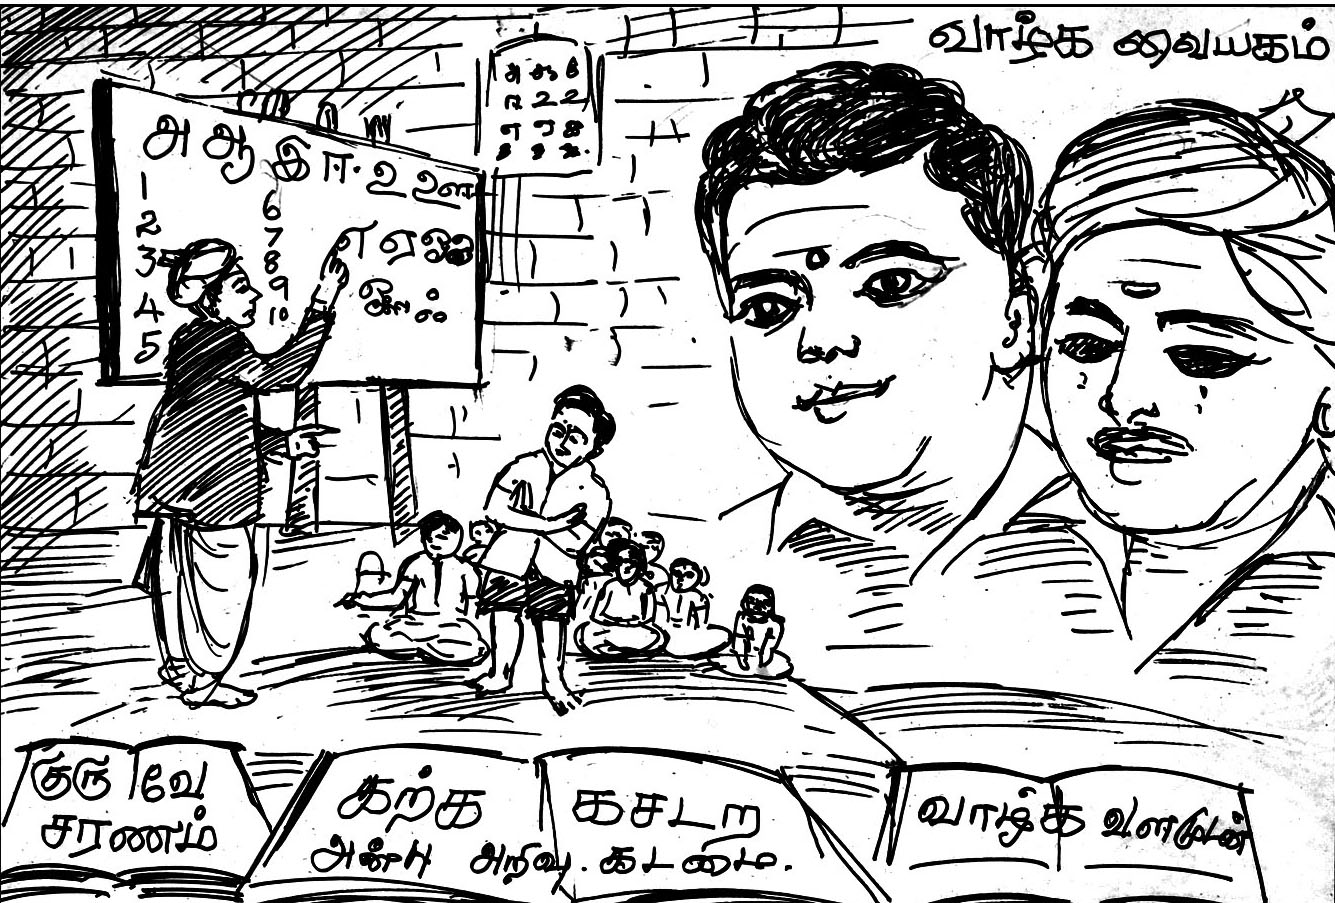 வாழ்க வையகம்
அ ஆ இ ஈ. உ ஊ
எ ஏ ஐ
ஒ ஓ ஃ
1
2
3
4
5
6
7
8
9
10
குருவே
சரணம்
கற்க கசடற
அன்பு அறிவு. கடமை.
வாழ்க வளமுடன்